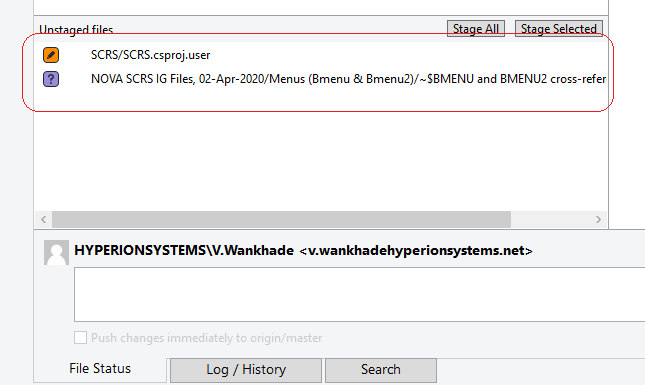 Unstaged files
Stage All
Stage Selected
SCRS/SCRS.csproj.user
? NOVA SCRS IG Files, 02-Apr-2020/Menus (Bmenu & Bmenu2)/~$BMENU and BMENU2 cross-refer
HYPERIONSYSTEMS\V.Wankhade <v.wankhadehyperionsystems.net>
Push changes immediately to origin/master
File Status
Log / History
Search